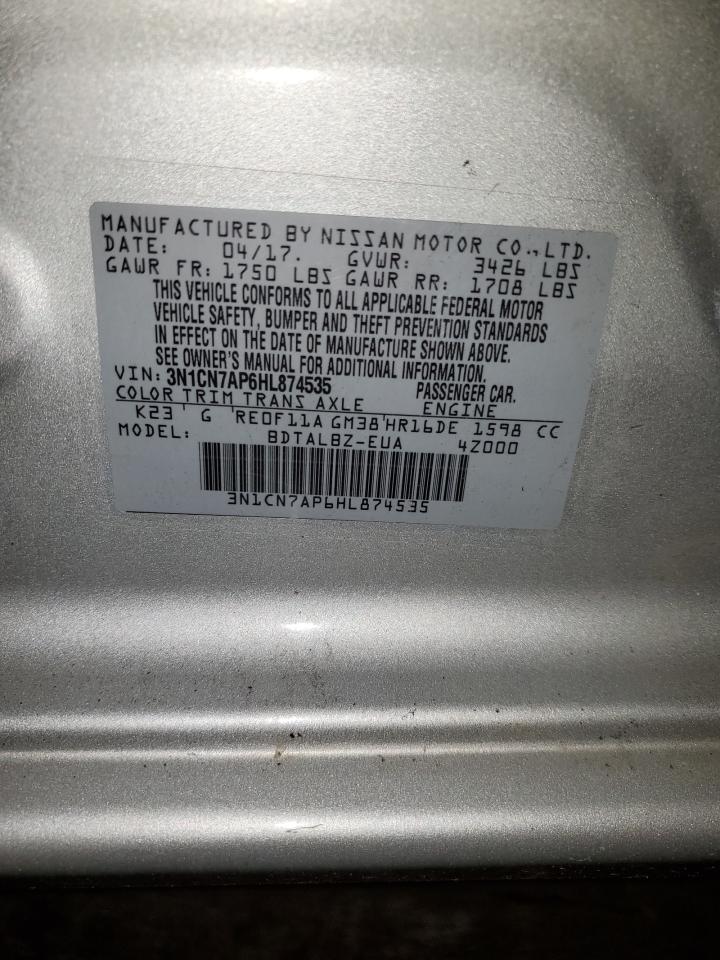 MANUFACTURED BY NISSAN MOTOR CO., LTD.
DATE: 04/17. GVWR: 3426 LBS
GAWR FR: 1750 LBS GAWR RR: 1708 LBS
THIS VEHICLE CONFORMS TO ALL APPLICABLE FEDERAL MOTOR
VEHICLE SAFETY, BUMPER AND THEFT PREVENTION STANDARDS
IN EFFECT ON THE DATE OF MANUFACTURE SHOWN ABOVE.
SEE OWNER'S MANUAL FOR ADDITIONAL INFORMATION.
VIN: 3N1CN7AP6HL874535 PASSENGER CAR.
COLOR TRIM TRANS AXLE ENGINE
K23 ' G 'RE0F11A GM38'HR16DE 1598 CC
MODEL: BDTALBZ-EUA 4Z000
3N1CN7AP6HL874535